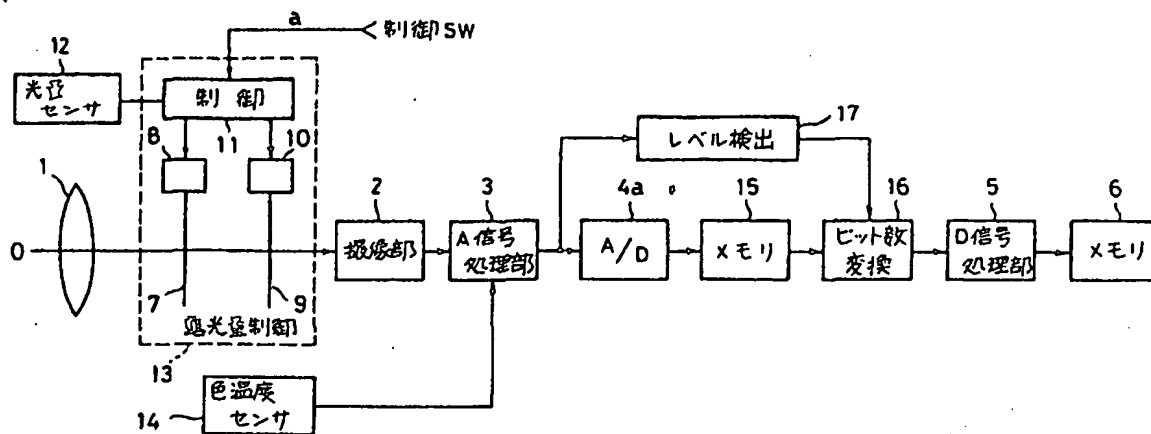 a
制御SW
12
光量
センサ
制御
11
8
10
1
0
7
9
露光量制御
13
2
撮像部
3
A信号
処理部
レベル検出
17
4a
A/D
15
メモリ
16
ビット数
変換
5
D信号
処理部
6
メモリ
色温度
センサ
14